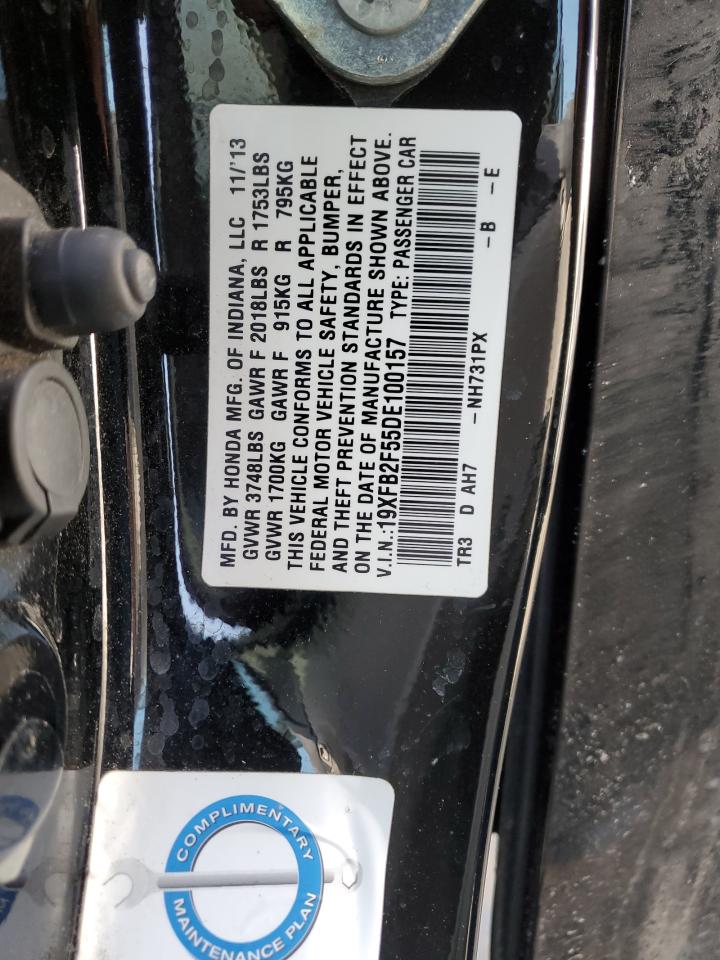 MFD. BY HONDA MFG. OF INDIANA, LLC 11/'13
GVWR 3748LBS GAWR F 2018LBS R 1753LBS
GVWR 1700KG GAWR F 915KG R 795KG
THIS VEHICLE CONFORMS TO ALL APPLICABLE
FEDERAL MOTOR VEHICLE SAFETY, BUMPER,
AND THEFT PREVENTION STANDARDS IN EFFECT
ON THE DATE OF MANUFACTURE SHOWN ABOVE.
V.I.N.:19XFB2F55DE100157 TYPE: PASSENGER CAR
TR3 D AH7 -NH731PX -B -E
COMPLIMENTARY
MAINTENANCE PLAN